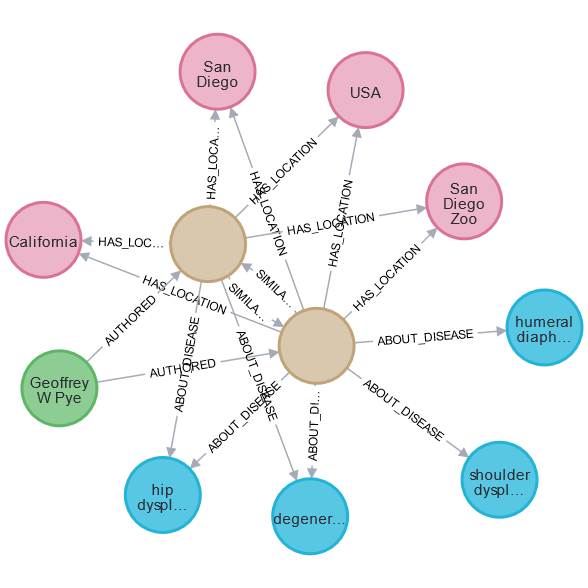 San
Diego
USA
San
Diego
Zoo
California
Geoffrey
W Pye
hip
dyspl...
degener...
shoulder
dyspl...
humeral
diaph...
HAS_LOCA...
HAS_LOCATION
HAS_LOCATION
HAS_LOCATION
HAS_LOCATION
HAS_LOC...
HAS_LOCATION
HAS_LOCATION
SIMILA...
SIMILA...
AUTHORED
AUTHORED
ABOUT_DISEASE
ABOUT_DISEASE
ABOUT_DISEASE
ABOUT_DI...
ABOUT_DISEASE
ABOUT_DISEASE